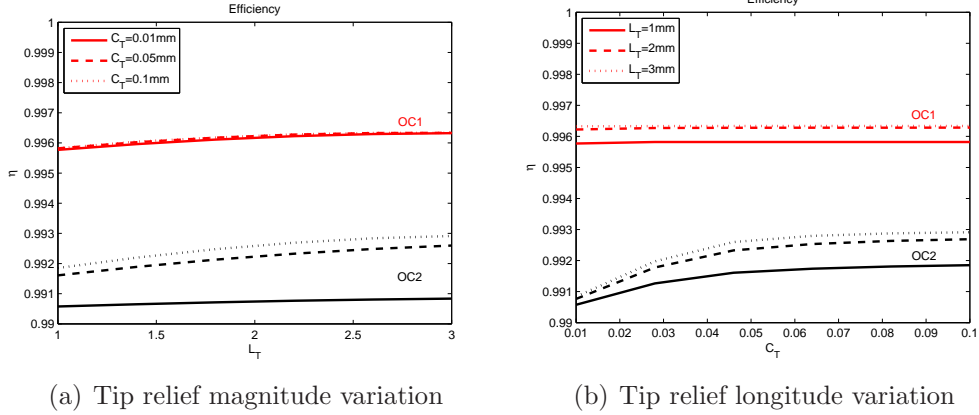 Efficiency
1
0.999
0.998
0.997
0.996
0.995
0.994
0.993
0.992
0.991
0.99
η
C_T=0.01mm
C_T=0.05mm
C_T=0.1mm
OC1
OC2
1 1.5 2 2.5 3
L_T
(a) Tip relief magnitude variation
Efficiency
1
0.999
0.998
0.997
0.996
0.995
0.994
0.993
0.992
0.991
0.99
η
L_T=1mm
L_T=2mm
L_T=3mm
OC1
OC2
0.01 0.02 0.03 0.04 0.05 0.06 0.07 0.08 0.09 0.1
C_T
(b) Tip relief longitude variation